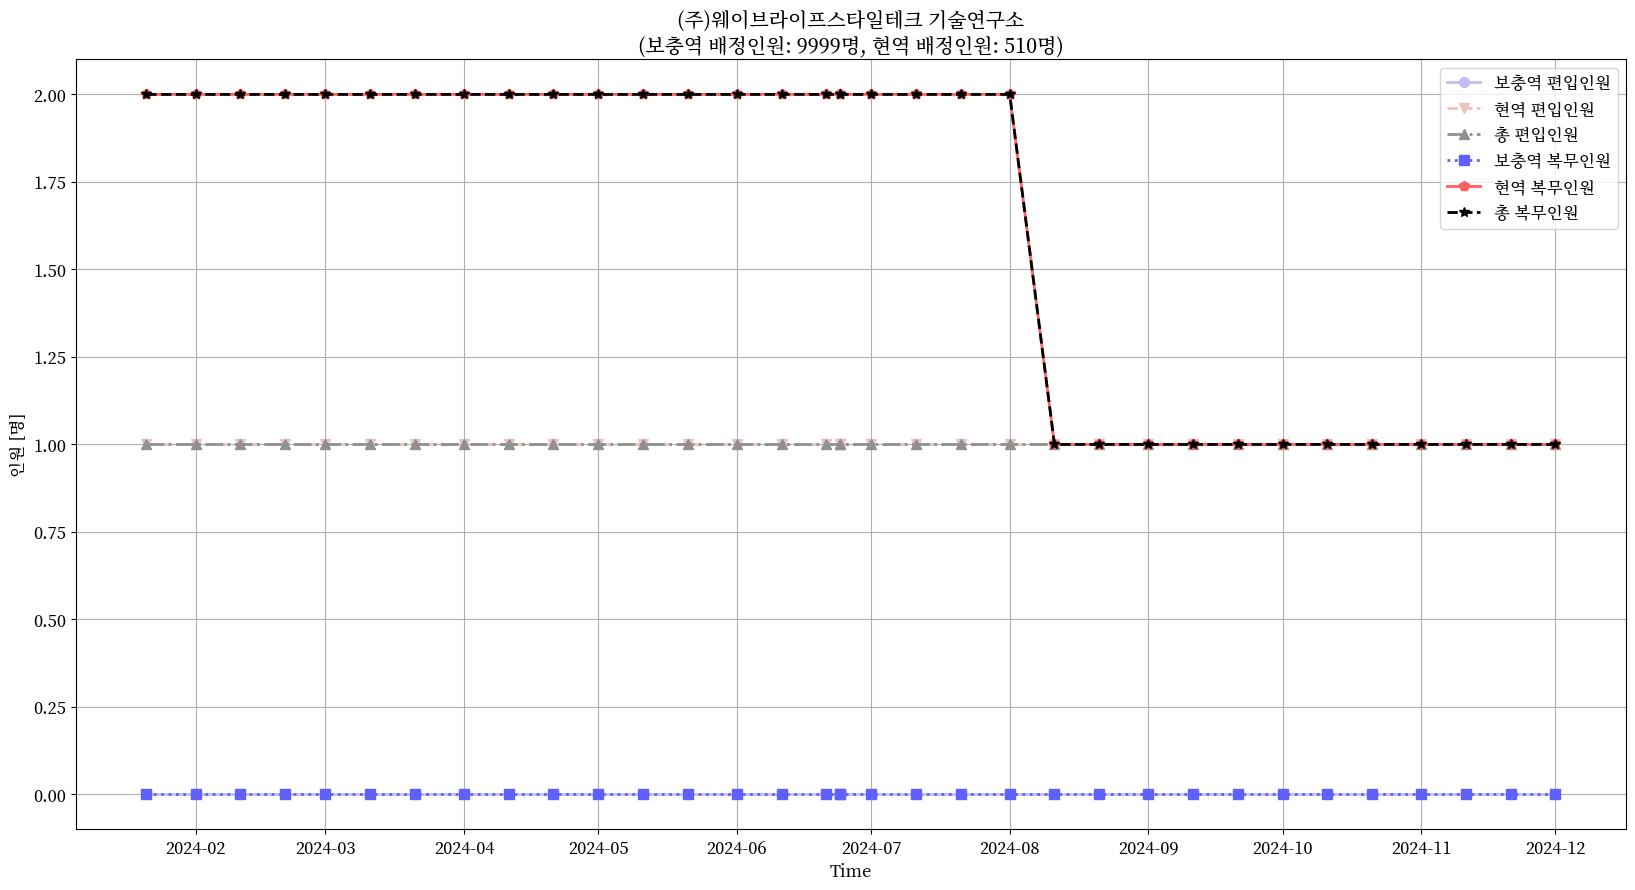 (주)웨이브라이프스타일테크 기술연구소
(보충역 배정인원: 9999명, 현역 배정인원: 510명)
보충역 편입인원
현역 편입인원
총 편입인원
보충역 복무인원
현역 복무인원
총 복무인원
2.00
1.75
1.50
1.25
1.00
0.75
0.50
0.25
0.00
인원 [명]
2024-02 2024-03 2024-04 2024-05 2024-06 2024-07 2024-08 2024-09 2024-10 2024-11 2024-12
Time